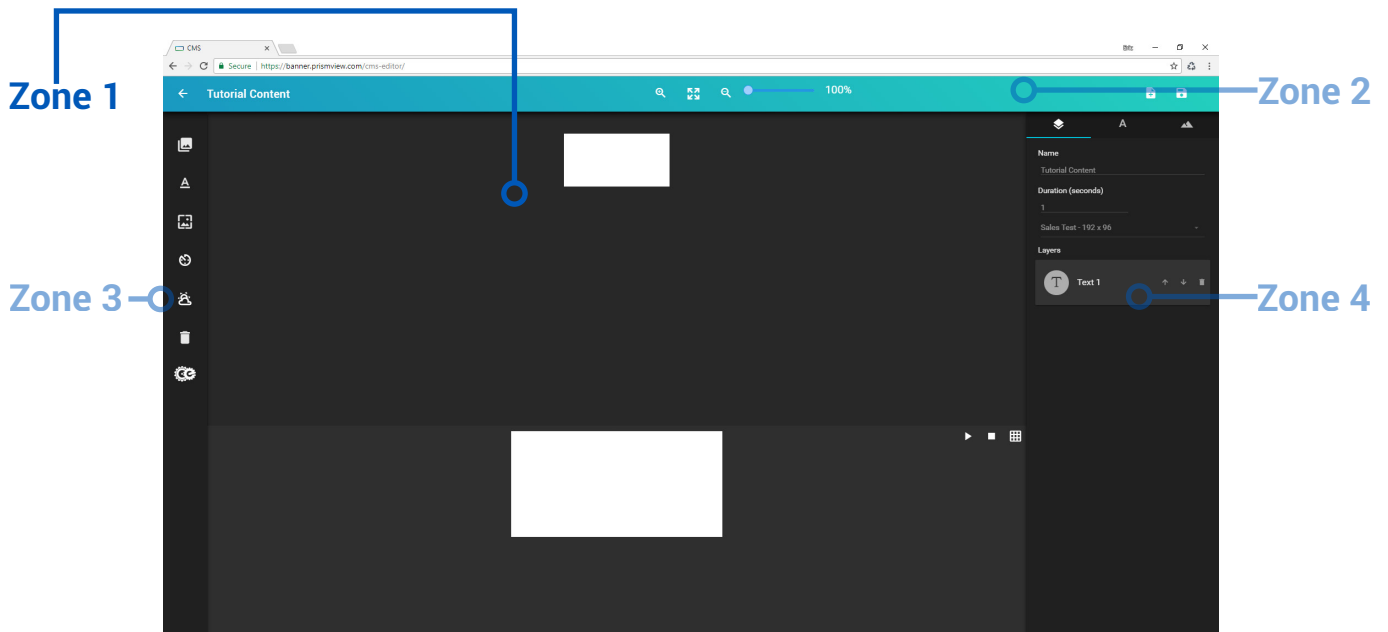 CMS
Secure | https://banner.prismview.com/cms-editor/
Zone 1
Tutorial Content
100%
Zone 2
A
A
Name
Tutorial Content
Duration (seconds)
1
Sales Test - 192 x 96
Layers
Zone 3
T Text 1
Zone 4